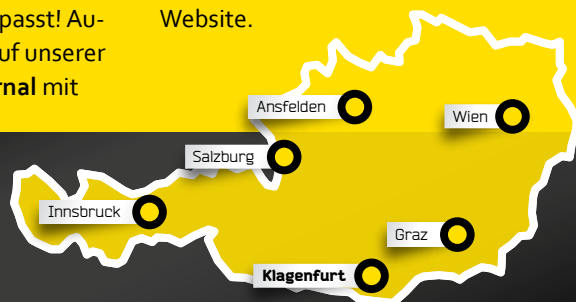 passt! Au-
uf unserer
rnal mit
Website.
Ansfelden
Wien
Salzburg
Innsbruck
Graz
Klagenfurt